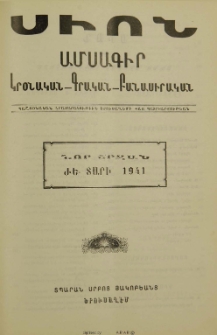 ՍԻՈՆ
ԱՄՍԱԳԻՐ
ԿՐՕՆԱԿԱՆ—ԳՐԱԿԱՆ—ԲԱՆԱՍԻՐԱԿԱՆ
ՆՈՐ ՇՐՋԱՆ
ԺԵ ՏԱՐԻ 1941
ՏՊԱՐԱՆ ՍՐԲՈՑ ՅԱԿՈԲԵԱՆՑ
ԵՐՈՒՍԱՂԷՄ